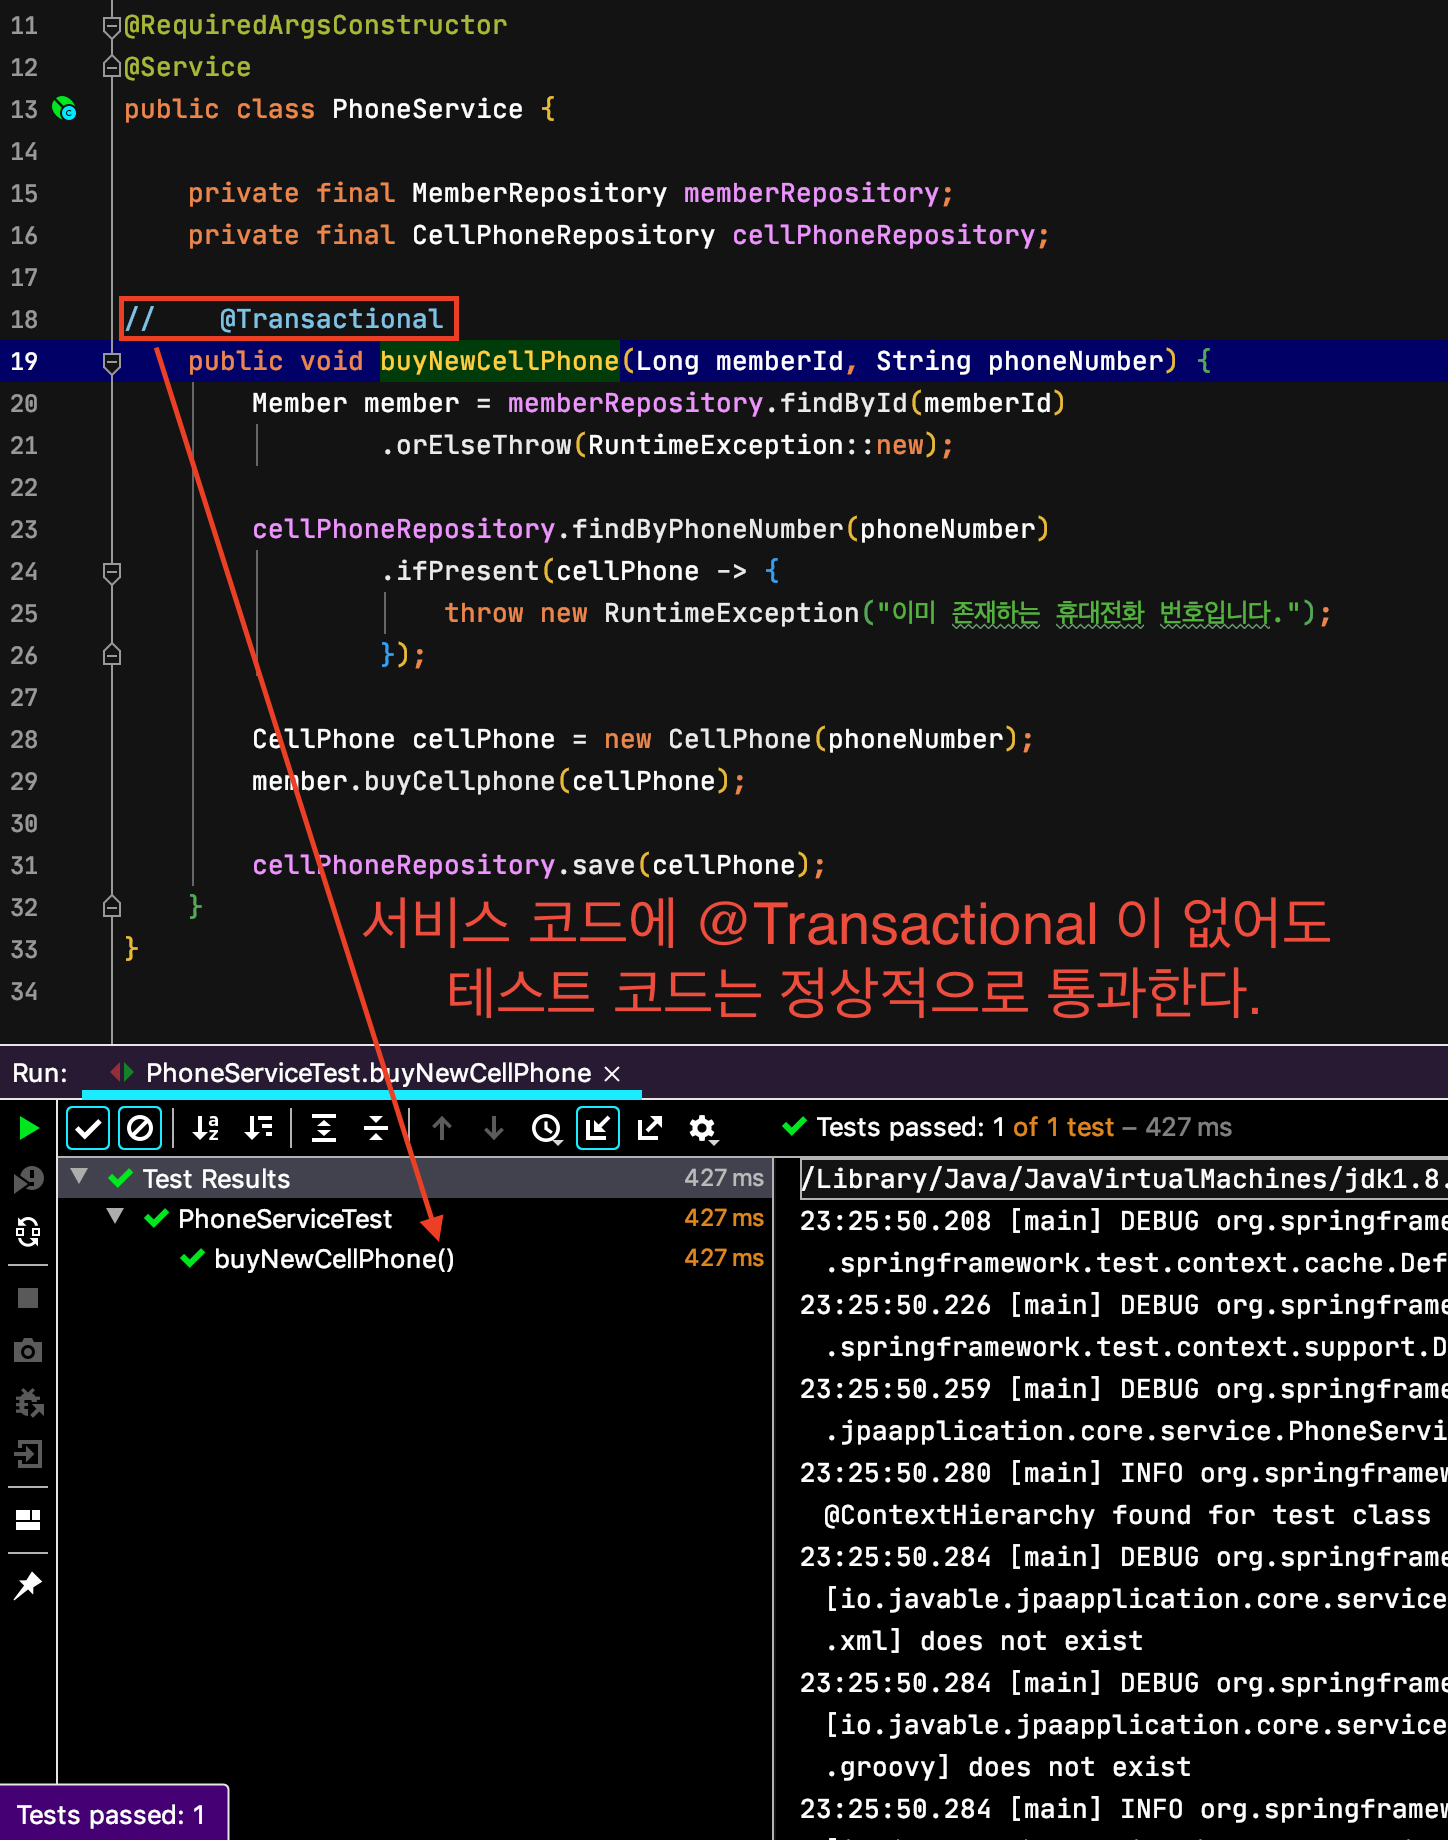 11 @RequiredArgsConstructor
12 @Service
13 public class PhoneService {
14
15 private final MemberRepository memberRepository;
16 private final CellPhoneRepository cellPhoneRepository;
17
18 // @Transactional
19 public void buyNewCellPhone(Long memberId, String phoneNumber) {
20 Member member = memberRepository.findById(memberId)
21 .orElseThrow(RuntimeException::new);
22
23 cellPhoneRepository.findByPhoneNumber(phoneNumber)
24 .ifPresent(cellPhone -> {
25 throw new RuntimeException("이미 존재하는 휴대전화 번호입니다.");
26 });
27
28 CellPhone cellPhone = new CellPhone(phoneNumber);
29 member.buyCellphone(cellPhone);
30
31 cellPhoneRepository.save(cellPhone);
32 }
33 }
34
서비스 코드에 @Transactional 이 없어도
테스트 코드는 정상적으로 통과한다.
Run: PhoneServiceTest.buyNewCellPhone ×
Tests passed: 1 of 1 test – 427 ms
Test Results 427 ms
PhoneServiceTest 427 ms
buyNewCellPhone() 427 ms
/Library/Java/JavaVirtualMachines/jdk1.8.
23:25:50.208 [main] DEBUG org.springframe
.springframework.test.context.cache.Def
23:25:50.226 [main] DEBUG org.springframe
.springframework.test.context.support.D
23:25:50.259 [main] DEBUG org.springframe
.jpaapplication.core.service.PhoneServi
23:25:50.280 [main] INFO org.springframew
@ContextHierarchy found for test class
23:25:50.284 [main] DEBUG org.springframe
[io.javable.jpaapplication.core.service
.xml] does not exist
23:25:50.284 [main] DEBUG org.springframe
[io.javable.jpaapplication.core.service
.groovy] does not exist
23:25:50.284 [main] INFO org.springframew
Tests passed: 1